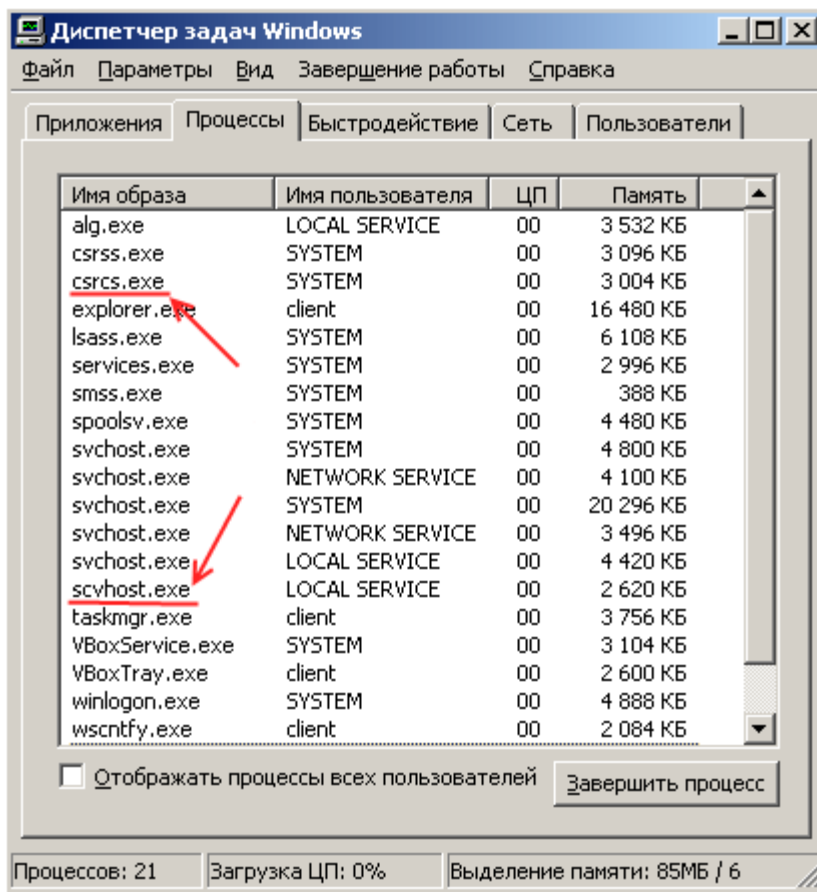 Диспетчер задач Windows
Файл Параметры Вид Завершение работы Справка
Приложения Процессы Быстродействие Сеть Пользователи
Имя образа Имя пользователя ЦП Память
alg.exe LOCAL SERVICE 00 3 532 КБ
csrss.exe SYSTEM 00 3 096 КБ
csrcs.exe SYSTEM 00 3 004 КБ
explorer.exe client 00 16 480 КБ
lsass.exe SYSTEM 00 6 108 КБ
services.exe SYSTEM 00 2 996 КБ
smss.exe SYSTEM 00 388 КБ
spoolsv.exe SYSTEM 00 4 480 КБ
svchost.exe SYSTEM 00 4 800 КБ
svchost.exe NETWORK SERVICE 00 4 100 КБ
svchost.exe SYSTEM 00 20 296 КБ
svchost.exe NETWORK SERVICE 00 3 496 КБ
svchost.exe LOCAL SERVICE 00 4 420 КБ
scvhost.exe LOCAL SERVICE 00 2 620 КБ
taskmgr.exe client 00 3 756 КБ
VBoxService.exe SYSTEM 00 3 104 КБ
VBoxTray.exe client 00 2 600 КБ
winlogon.exe SYSTEM 00 4 888 КБ
wscntfy.exe client 00 2 084 КБ
Отображать процессы всех пользователей Завершить процесс
Процессов: 21 Загрузка ЦП: 0% Выделение памяти: 85МБ / 6